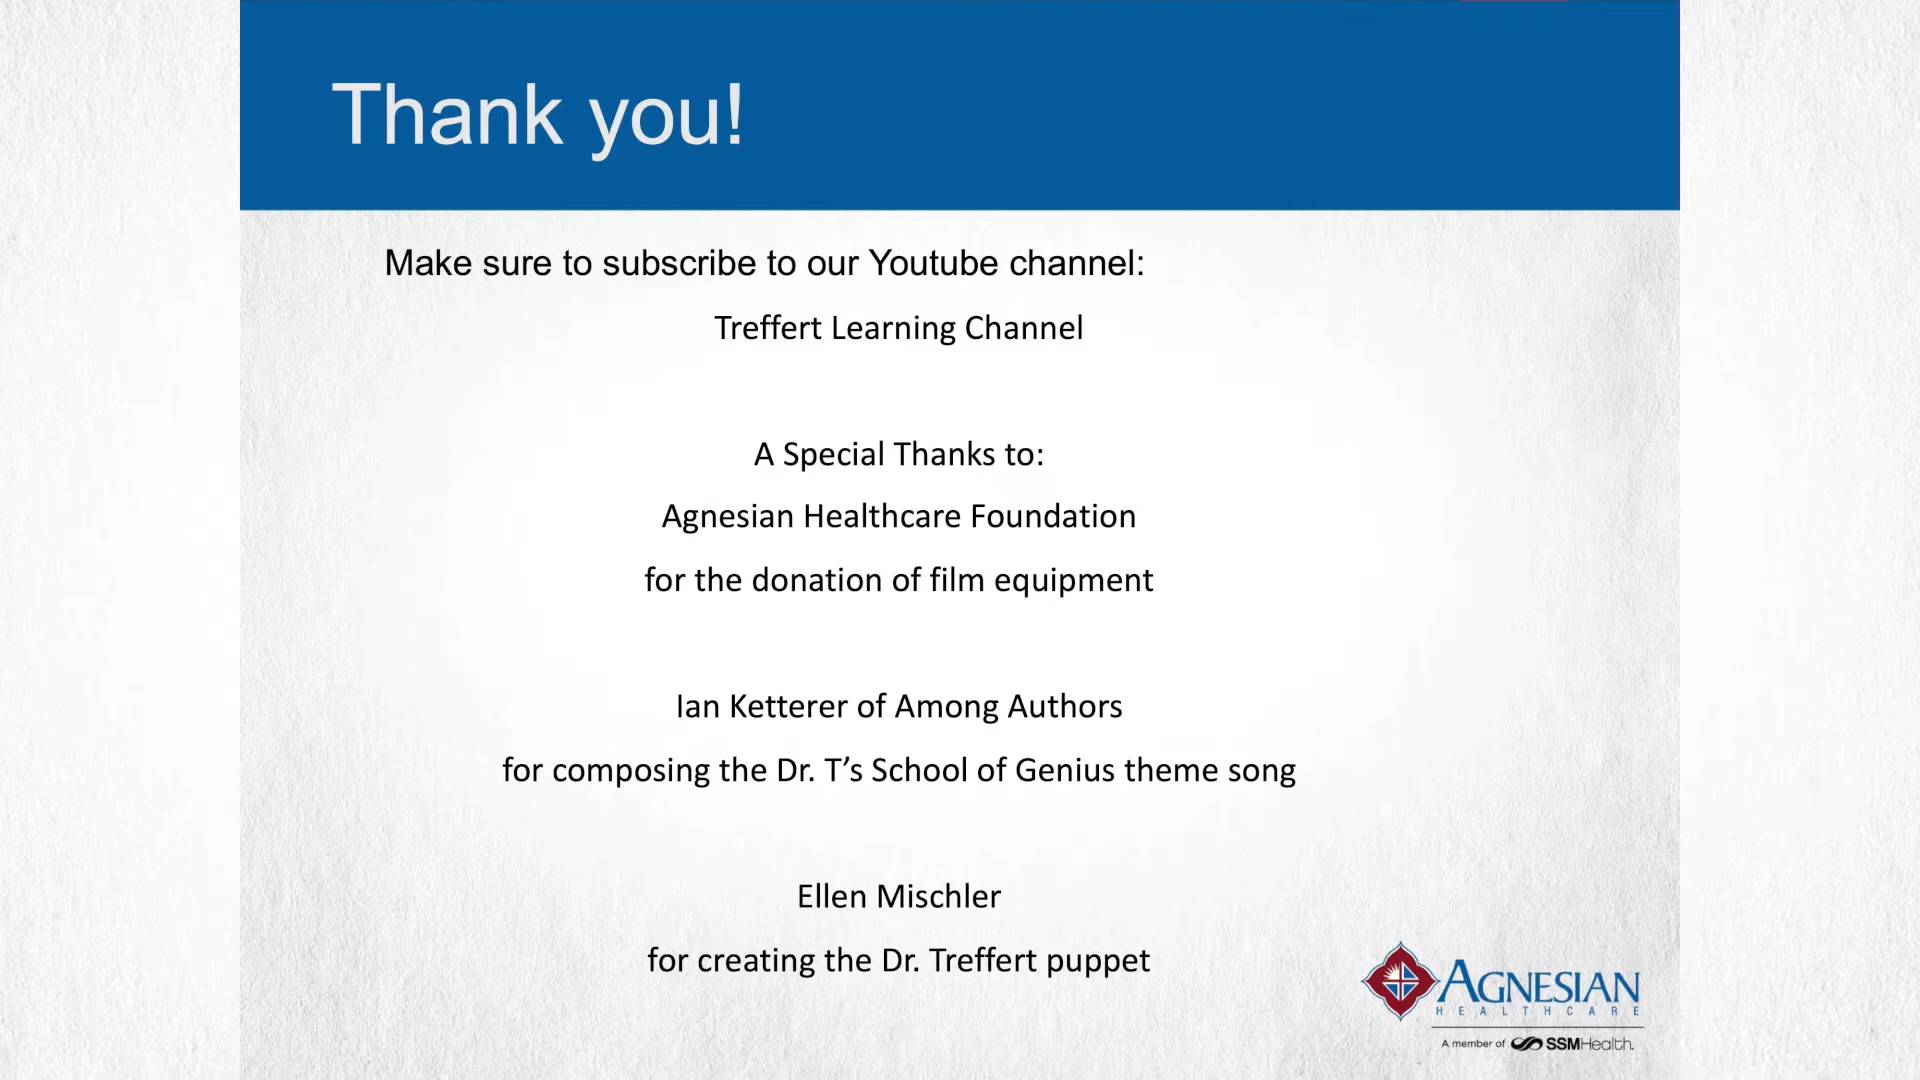 Thank you!
Make sure to subscribe to our Youtube channel:
Treffert Learning Channel
A Special Thanks to:
Agnesian Healthcare Foundation
for the donation of film equipment
Ian Ketterer of Among Authors
for composing the Dr. T’s School of Genius theme song
Ellen Mischler
for creating the Dr. Treffert puppet
AGNESIAN
HEALTHCARE
A member of SSMHealth.